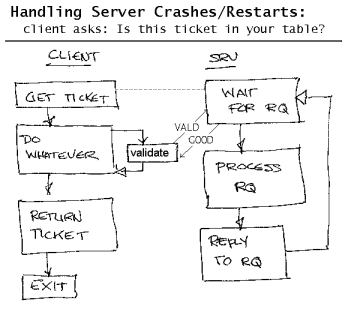 Handling Server Crashes/Restarts:
client asks: Is this ticket in your table?
CLIENT
SRV
GET TICKET
WAIT
FOR RQ
DO
WHATEVER
VALD
GOOD
validate
PROCESS
RQ
RETURN
TICKET
REPLY
TO RQ
EXIT